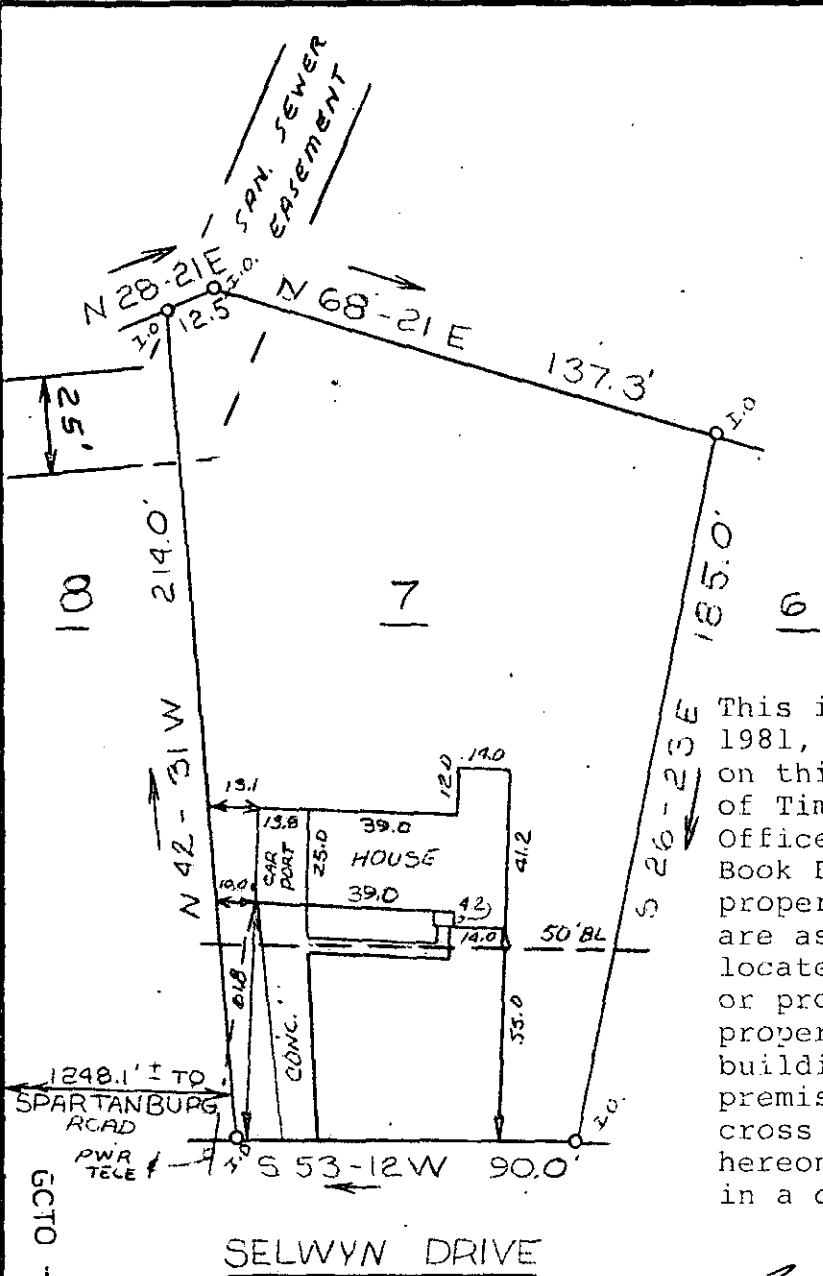 SAN. SEWER
EASEMENT
N 28-21 E
I.O.
I.O
12.5'
N 68-21 E
137.3'
I.O
25'
214.0'
185.0'
8
7
6
N 42-31 W
S 26-23 E
13.1
13.8
39.0
12.0
14.0
CAR
PORT
25.0
HOUSE
41.2
10.0
39.0
4.2
14.0
50' BL
61.8
CONC.
55.0
1248.1' ± TO
SPARTANBURG
ROAD
PWR
TELE
I.O
I.O.
S 53-12 W 90.0'
GCTO -
SELWYN DRIVE
This i
1981,
on thi
of Tim
Office
Book
proper
are as
locate
or pro
proper
buildi
premis
cross
hereon
in a